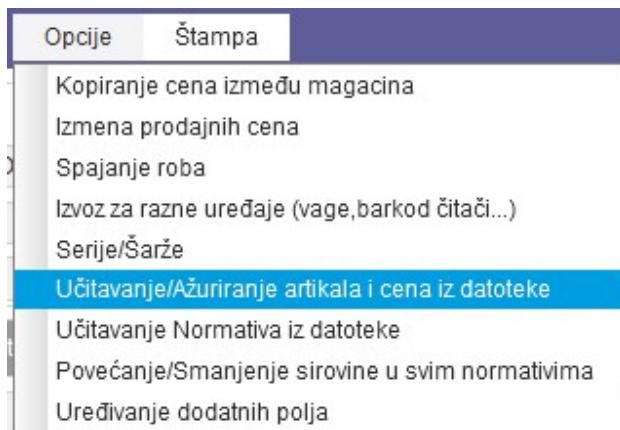 Opcije Štampa
Kopiranje cena između magacina
Izmena prodajnih cena
Spajanje roba
Izvoz za razne uređaje (vage,barkod čitači...)
Serije/Šarže
Učitavanje/Ažuriranje artikala i cena iz datoteke
Učitavanje Normativa iz datoteke
Povećanje/Smanjenje sirovine u svim normativima
Uređivanje dodatnih polja